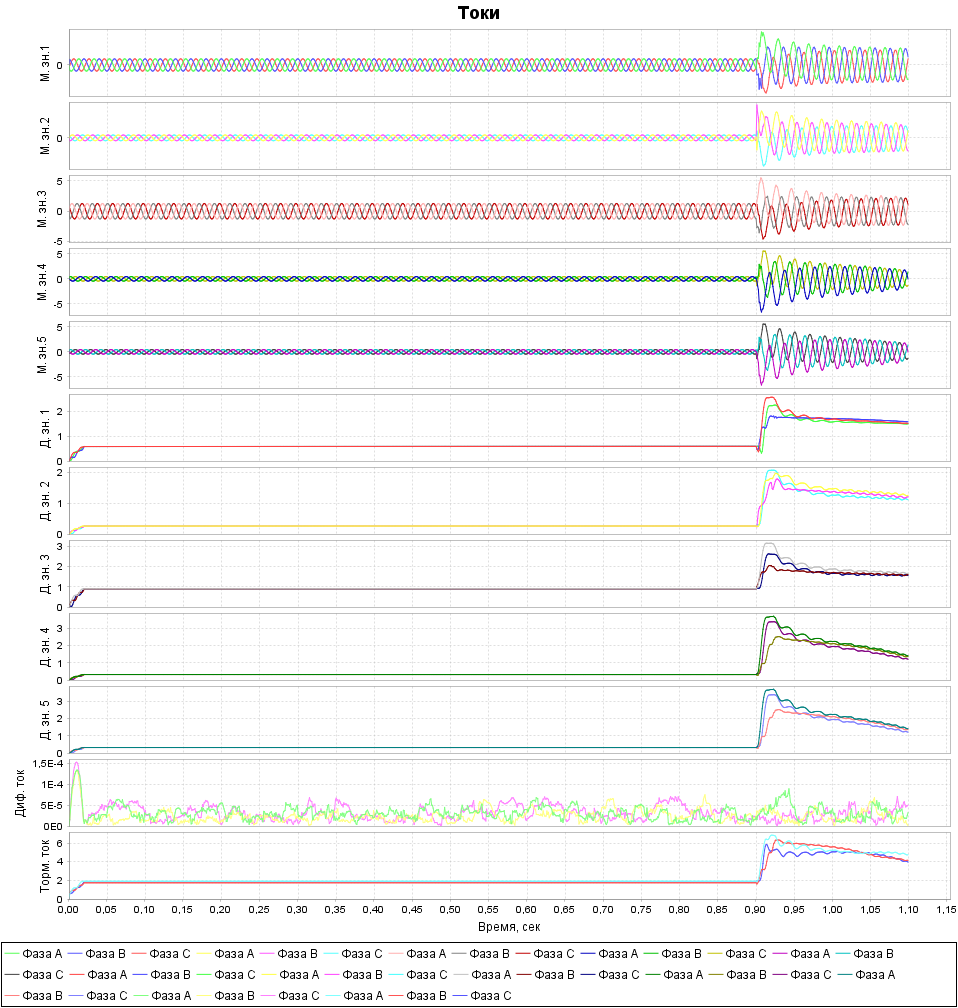 Токи
М. зн.1
0
М. зн.2
0
М. зн.3
5
0
-5
М. зн.4
5
0
-5
М. зн.5
5
0
-5
Д. зн. 1
2
1
0
Д. зн. 2
2
1
0
Д. зн. 3
3
2
1
0
Д. зн. 4
3
2
1
0
Д. зн. 5
3
2
1
0
Диф. ток
1,5E-4
1E-4
5E-5
0E0
Торм. ток
6
4
2
0
0,00 0,05 0,10 0,15 0,20 0,25 0,30 0,35 0,40 0,45 0,50 0,55 0,60 0,65 0,70 0,75 0,80 0,85 0,90 0,95 1,00 1,05 1,10 1,15
Время, сек
Фаза A Фаза B Фаза C Фаза A Фаза B Фаза C Фаза A Фаза B Фаза C Фаза A Фаза B Фаза C Фаза A Фаза B
Фаза C Фаза A Фаза B Фаза C Фаза A Фаза B Фаза C Фаза A Фаза B Фаза C Фаза A Фаза B Фаза C Фаза A
Фаза B Фаза C Фаза A Фаза B Фаза C Фаза A Фаза B Фаза C